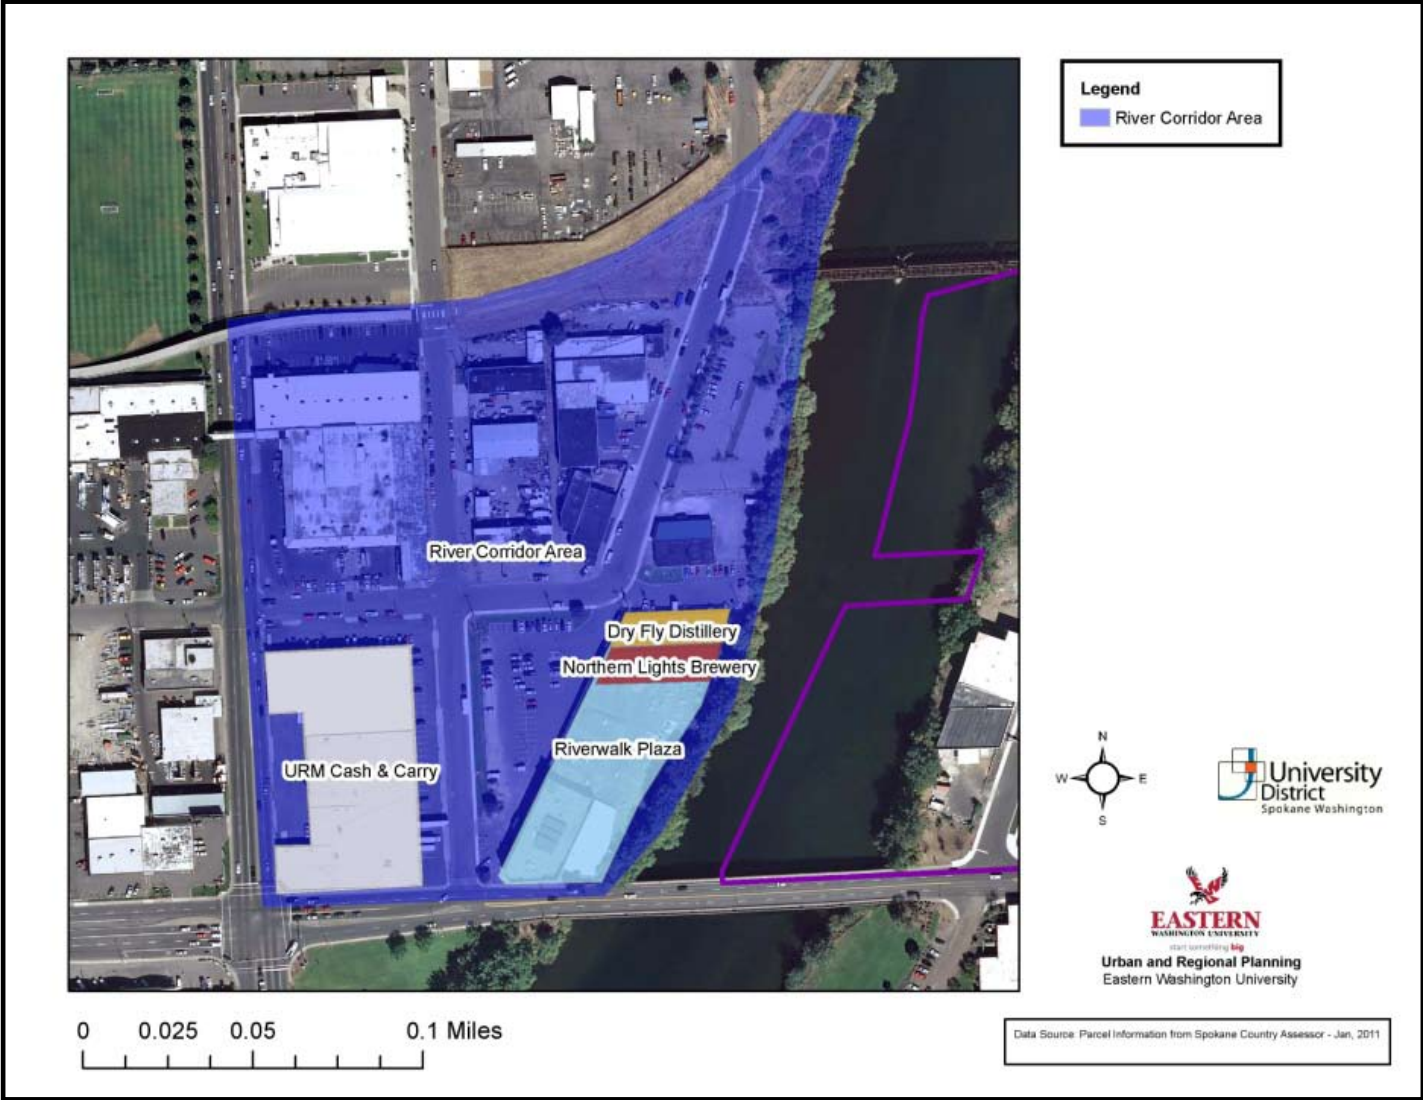 Legend
River Corridor Area
River Corridor Area
Dry Fly Distillery
Northern Lights Brewery
Riverwalk Plaza
URM Cash & Carry
N
W E
S
University
District
Spokane Washington
EASTERN
WASHINGTON UNIVERSITY
start something big
Urban and Regional Planning
Eastern Washington University
0 0.025 0.05 0.1 Miles
Data Source: Parcel Information from Spokane Country Assessor - Jan, 2011